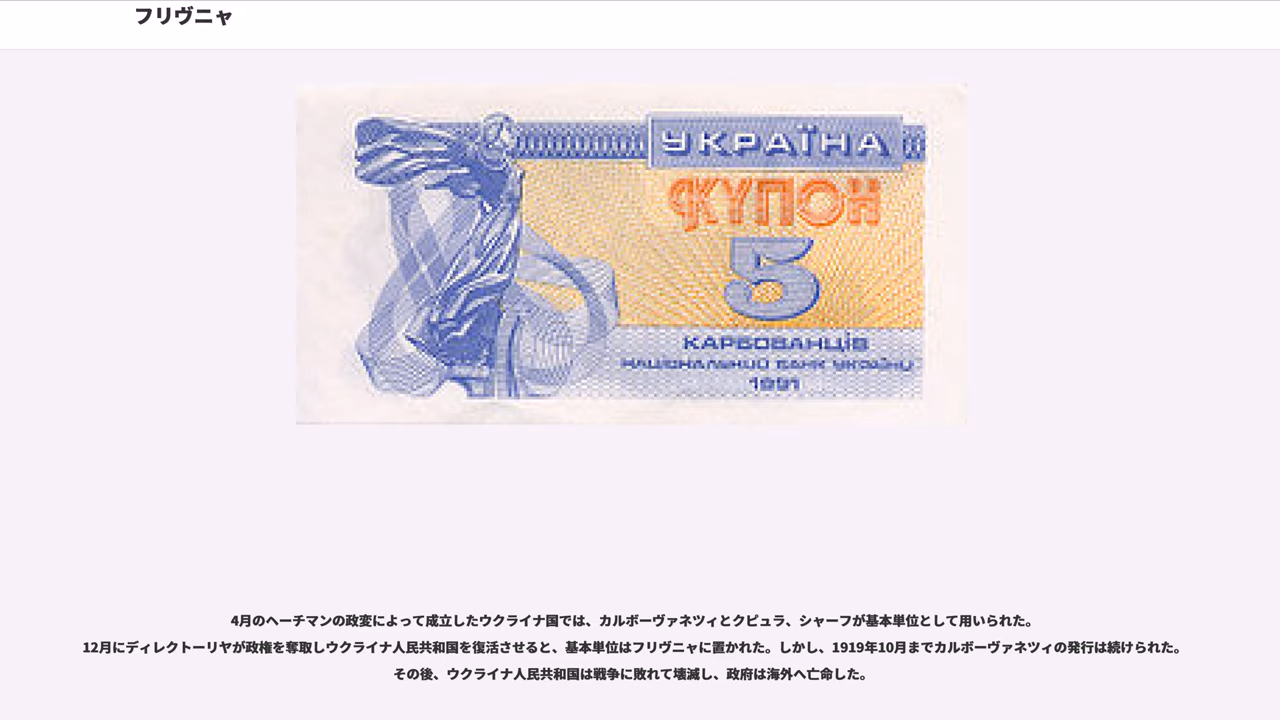 フリヴニャ
УКРАЇНА
КУПОН
5
КАРБОВАНЦІВ
НАЦІОНАЛЬНИЙ БАНК УКРАЇНИ
1991
4月のヘーチマンの政変によって成立したウクライナ国では、カルボーヴァネツィとクピュラ、シャーフが基本単位として用いられた。
12月にディレクトーリヤが政権を奪取しウクライナ人民共和国を復活させると、基本単位はフリヴニャに置かれた。しかし、1919年10月までカルボーヴァネツィの発行は続けられた。
その後、ウクライナ人民共和国は戦争に敗れて壊滅し、政府は海外へ亡命した。